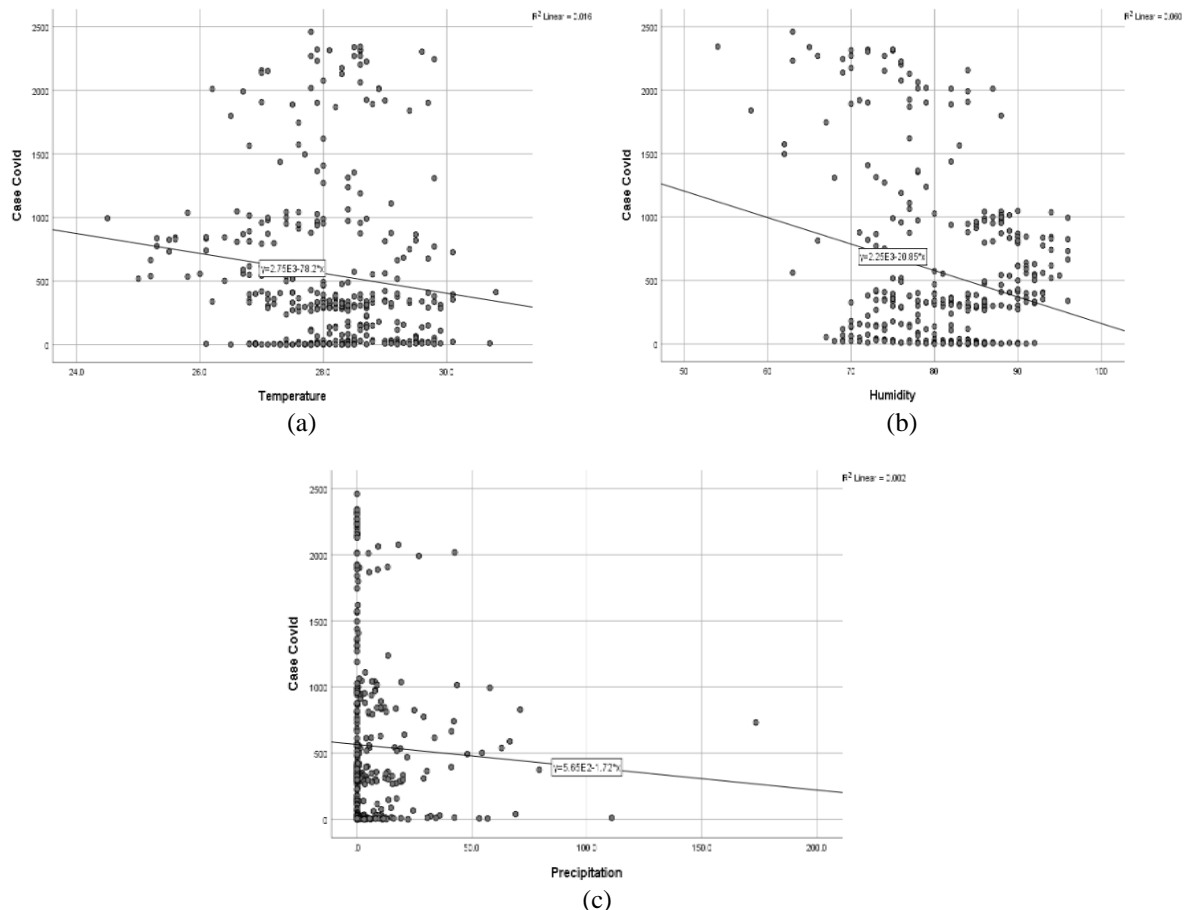 R² Linear = 0.016
2500
2000
1500
1000
500
0
Case Covid
y=2.75E3-78.2*x
24.0 26.0 28.0 30.0
Temperature
(a)
R² Linear = 0.060
2500
2000
1500
1000
500
0
Case Covid
y=2.25E3-20.85*x
50 60 70 80 90 100
Humidity
(b)
R² Linear = 0.002
2500
2000
1500
1000
500
0
Case Covid
y=5.65E2-1.72*x
.0 50.0 100.0 150.0 200.0
Precipitation
(c)